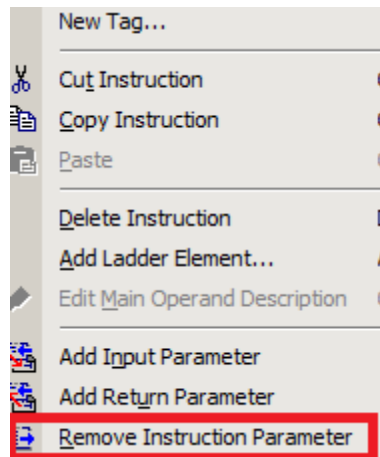 New Tag...
Cut Instruction
Copy Instruction
Paste
Delete Instruction
Add Ladder Element...
Edit Main Operand Description
Add Input Parameter
Add Return Parameter
Remove Instruction Parameter